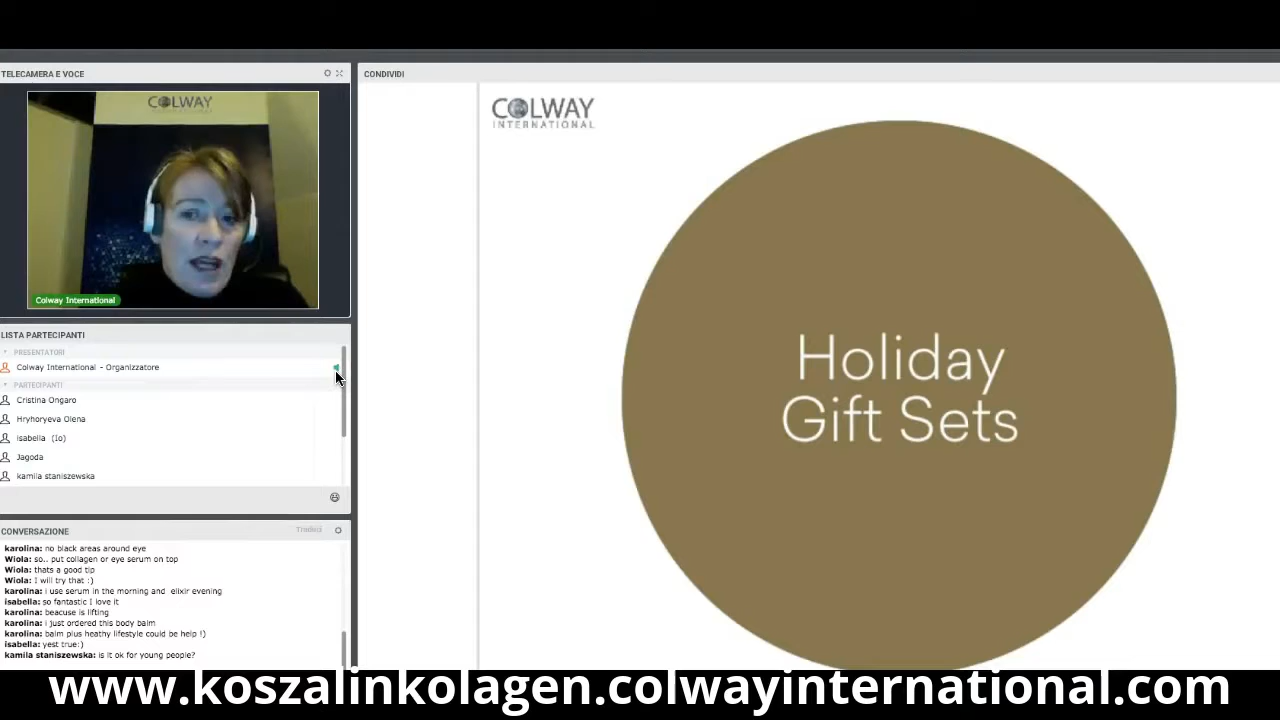 TELECAMERA E VOCE
COLWAY
Colway International
LISTA PARTECIPANTI
PRESENTATORI
Colway International - Organizzatore
PARTECIPANTI
Cristina Ongaro
Hryhoryeva Olena
isabella (Io)
Jagoda
kamila staniszewska
CONVERSAZIONE
karolina: no black areas around eye
Wiola: so.. put collagen or eye serum on top
Wiola: thats a good tip
Wiola: I will try that :)
karolina: i use serum in the morning and elixir evening
isabella: so fantastic I love it
karolina: beacuse is lifting
karolina: i just ordered this body balm
karolina: balm plus heathy lifestyle could be help !)
isabella: yest true:)
kamila staniszewska: is it ok for young people?
CONDIVIDI
COLWAY
INTERNATIONAL
Holiday
Gift Sets
www.koszalinkolagen.colwayinternational.com